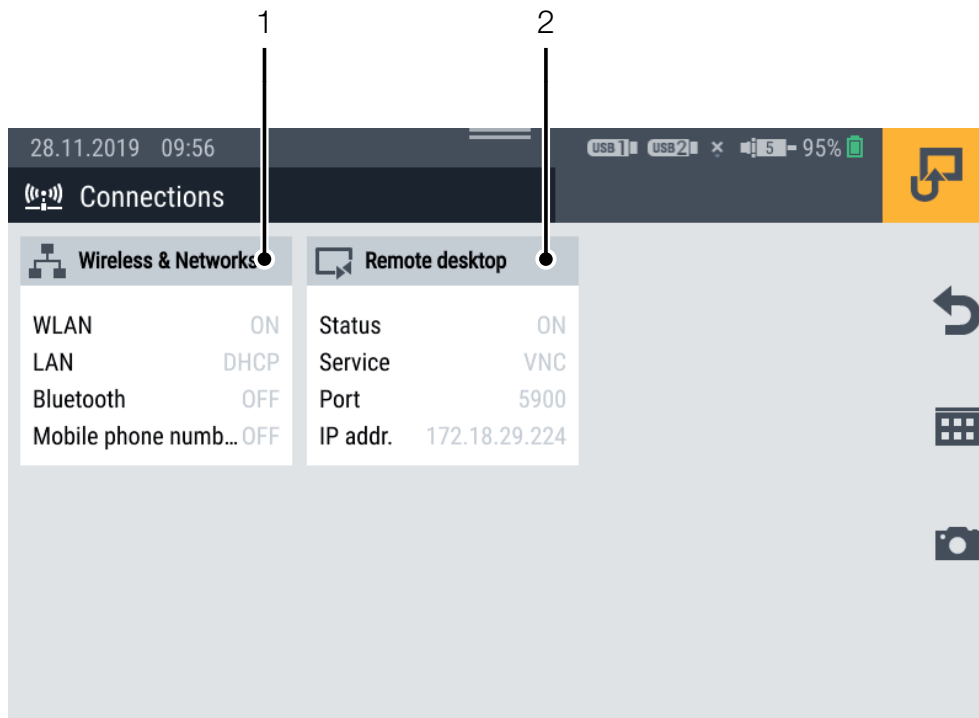 1 2
28.11.2019 09:56 USB 1 USB 2 5 95%
Connections
Wireless & Networks
WLAN ON
LAN DHCP
Bluetooth OFF
Mobile phone numb... OFF
Remote desktop
Status ON
Service VNC
Port 5900
IP addr. 172.18.29.224